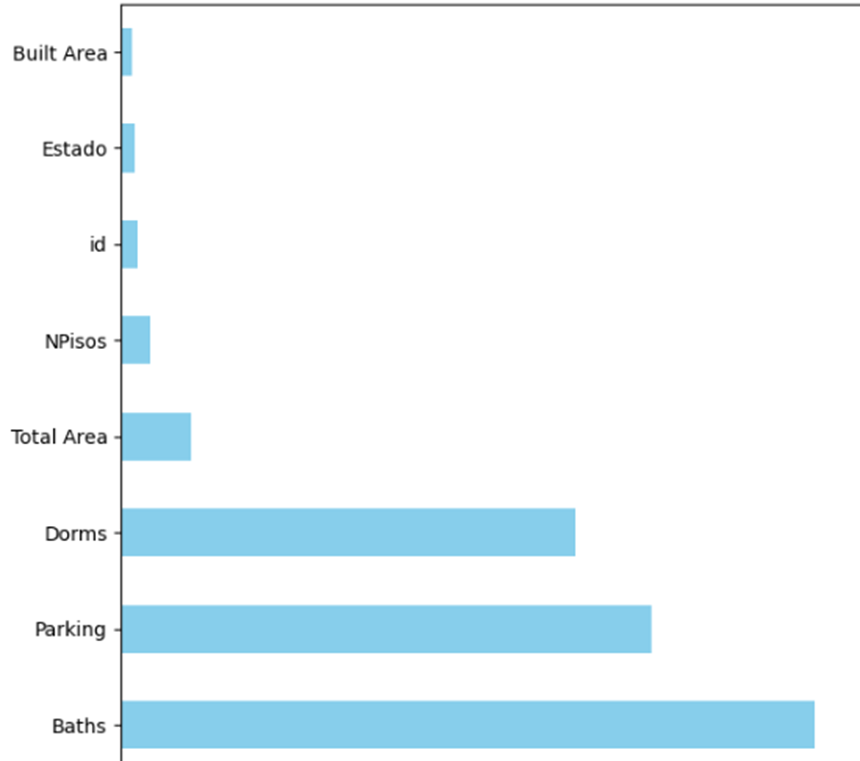 Built Area
Estado
id
NPisos
Total Area
Dorms
Parking
Baths